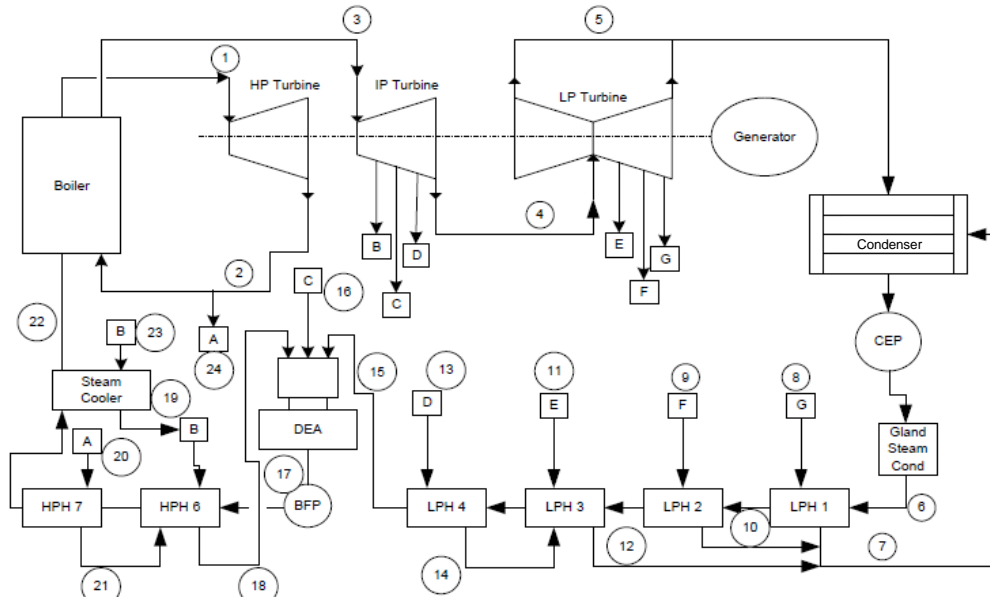 3
5
1
HP Turbine
IP Turbine
LP Turbine
Generator
Boiler
4
B
D
E
G
C
F
Condenser
2
C
16
A
24
22
B
23
CEP
Steam
Cooler
19
15
13
11
9
8
D
E
F
G
B
A
20
DEA
Gland
Steam
Cond
17
HPH 7
HPH 6
BFP
LPH 4
LPH 3
LPH 2
LPH 1
6
10
12
7
14
21
18